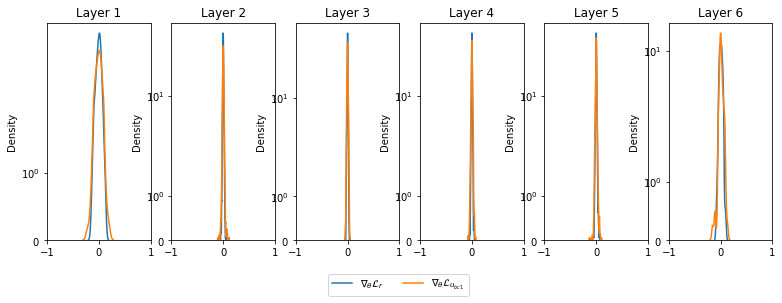 Layer 1 Layer 2 Layer 3 Layer 4 Layer 5 Layer 6
Density Density Density Density Density Density
10¹ 10¹ 10¹ 10¹ 10¹
10⁰ 10⁰ 10⁰ 10⁰ 10⁰ 10⁰
0 0 0 0 0 0
−1 0 1 −1 0 1 −1 0 1 −1 0 1 −1 0 1 −1 0 1
∇θℒr ∇θℒu_bc1